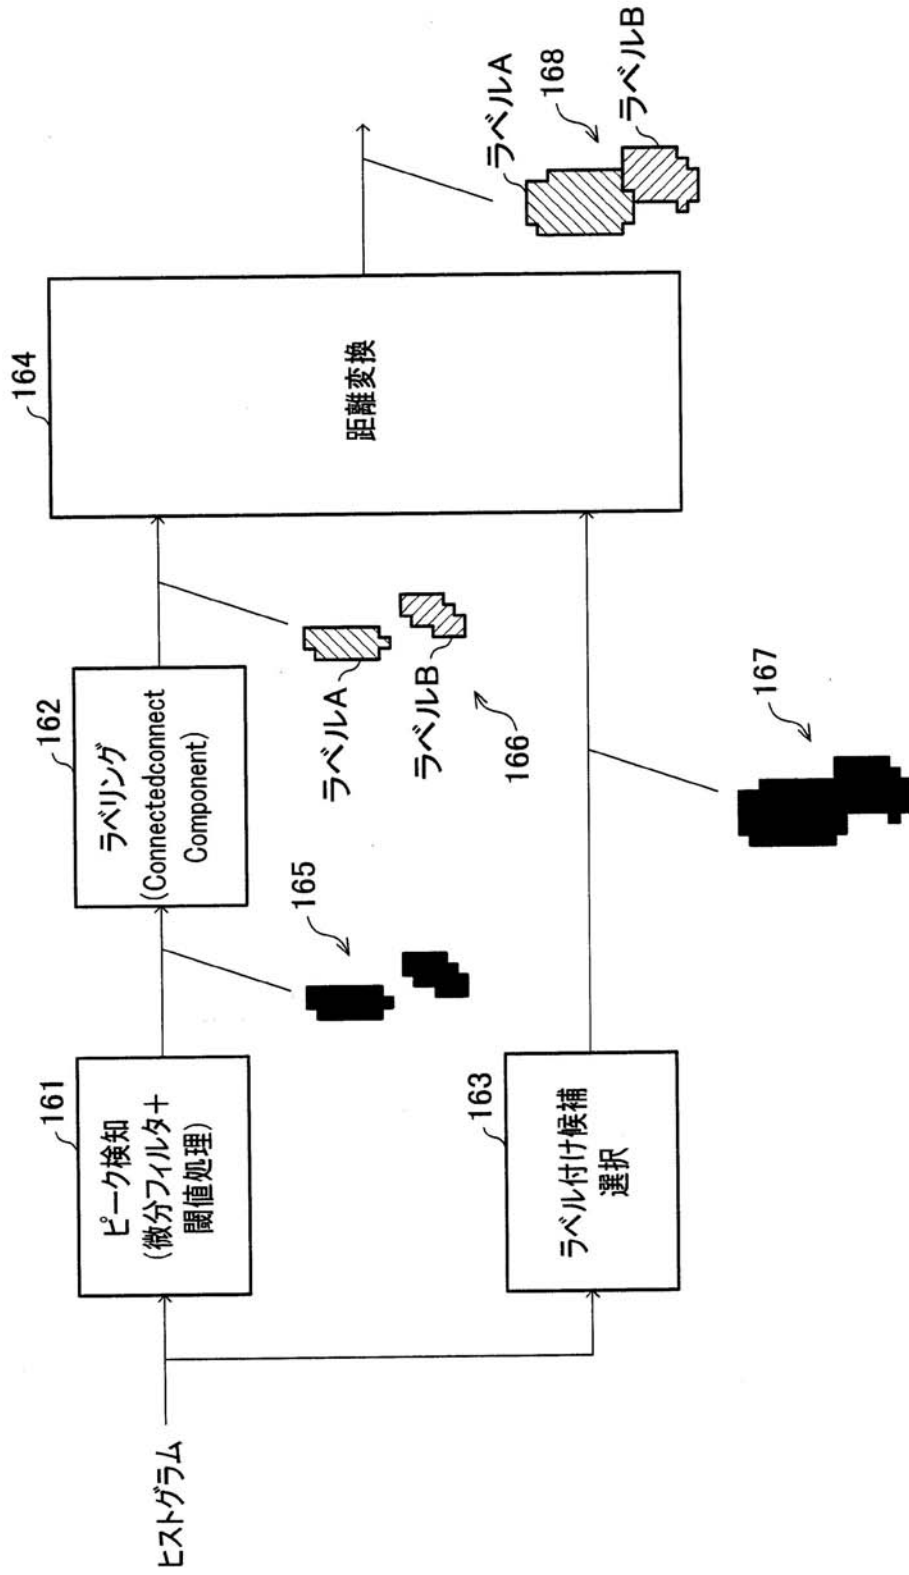 ヒストグラム
161
ピーク検知
(微分フィルタ+
閾値処理)
165
162
ラベリング
(Connectedconnect
Component)
ラベルA
ラベルB
166
163
ラベル付け候補
選択
167
164
距離変換
ラベルA
168
ラベルB